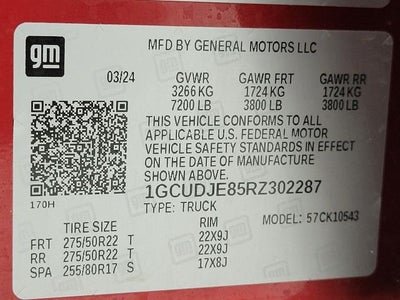 gm
MFD BY GENERAL MOTORS LLC
03/24 GVWR GAWR FRT GAWR RR
3266 KG 1724 KG 1724 KG
7200 LB 3800 LB 3800 LB
THIS VEHICLE CONFORMS TO ALL
APPLICABLE U.S. FEDERAL MOTOR
VEHICLE SAFETY STANDARDS IN EFFECT
ON THE DATE OF MANUFACTURE
SHOWN ABOVE.
170H
1GCUDJE85RZ302287
TYPE: TRUCK MODEL: 57CK10543
TIRE SIZE RIM
FRT 275/50R22 T 22X9J
RR 275/50R22 T 22X9J
SPA 255/80R17 S 17X8J